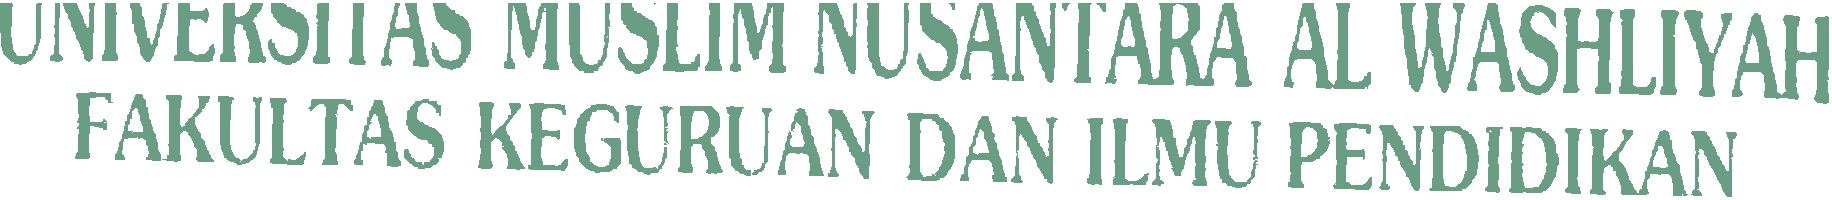 UNIVERSITAS MUSLIM NUSANTARA AL WASHLIYAH
FAKULTAS KEGURUAN DAN ILMU PENDIDIKAN